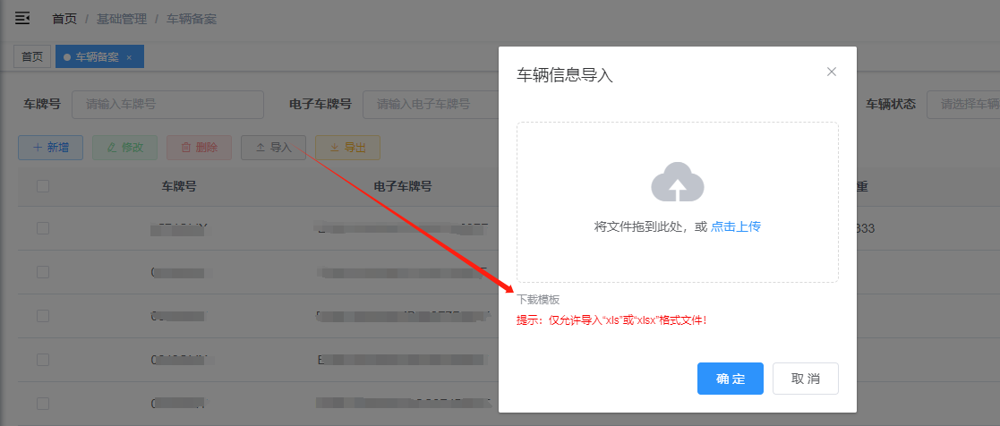 首页 / 基础管理 / 车辆备案
首页
车辆备案 ×
车牌号 请输入车牌号 电子车牌号 请输入电子车牌号 车辆状态 请选择车辆
新增 修改 删除 导入 导出
车牌号 电子车牌号 重
333
车辆信息导入
将文件拖到此处，或 点击上传
下载模板
提示：仅允许导入“xls”或“xlsx”格式文件！
确 定 取 消